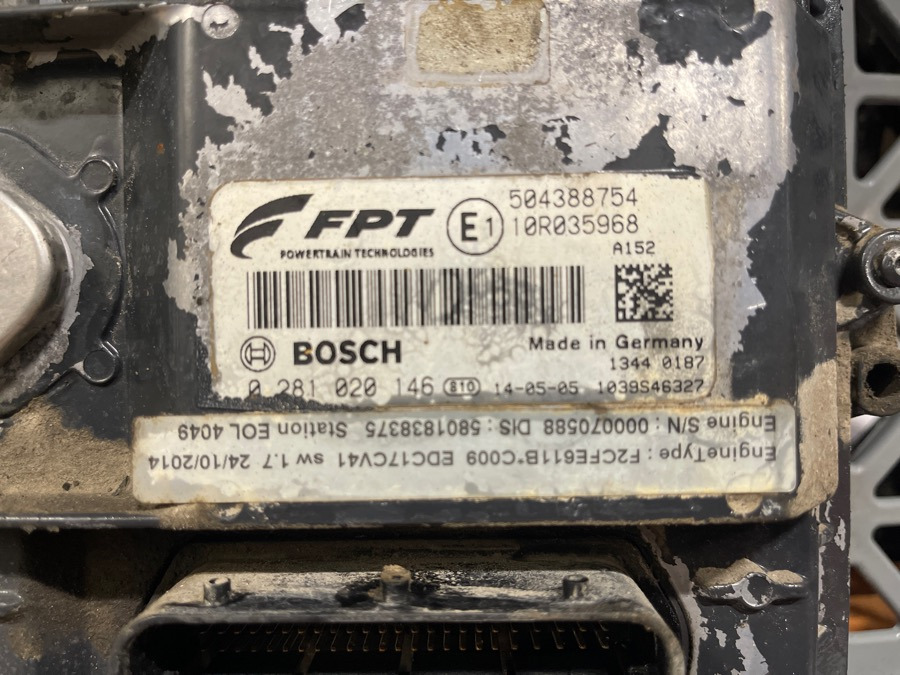 FPT
POWERTRAIN TECHNOLOGIES
E1
504388754
10R035968
A152
BOSCH
Made in Germany
1344 0187
0 281 020 146 810 14-05-05 1039S46327
EngineType : F2CFE611B*C009 EDC17CV41 sw 1.7 24/10/2014
Engine S/N : 000070588 DIS : 5801838375 Station EOL 4049